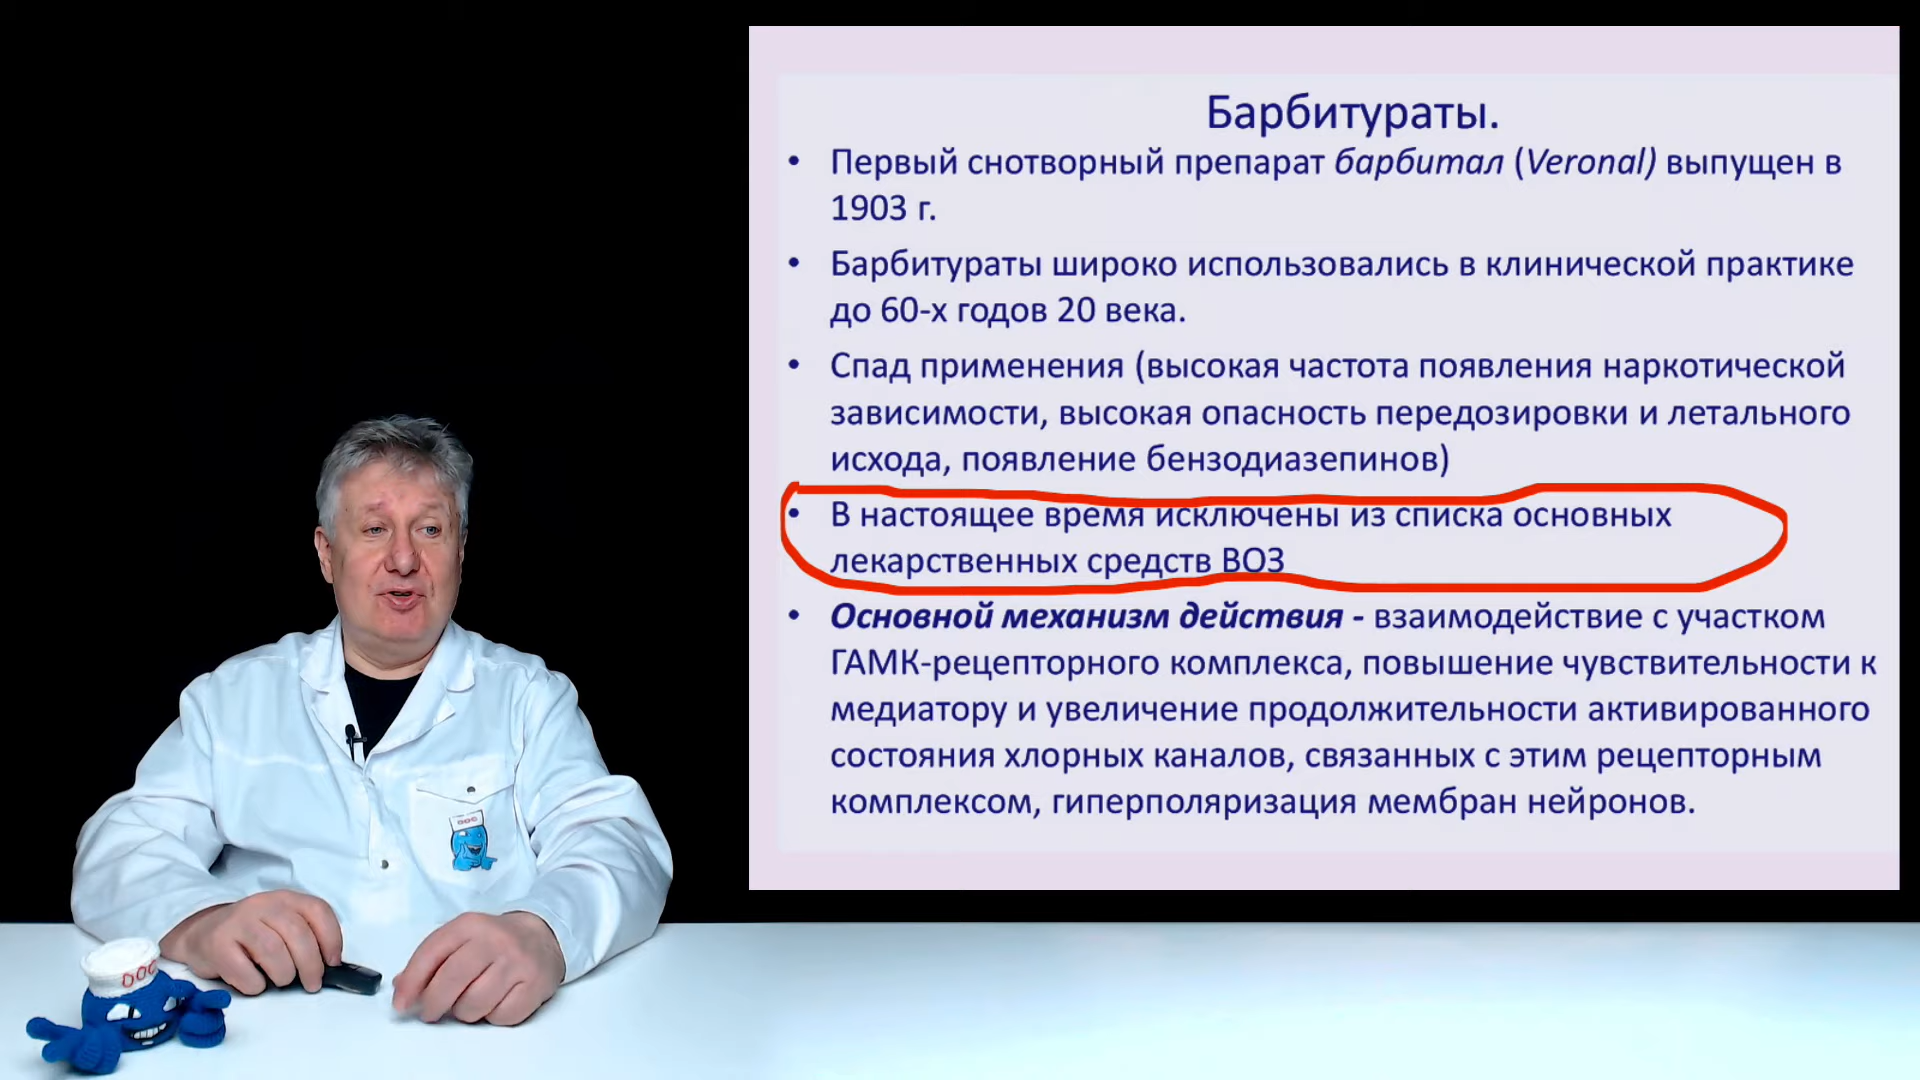 Барбитураты.
• Первый снотворный препарат барбитал (Veronal) выпущен в
1903 г.
• Барбитураты широко использовались в клинической практике
до 60-х годов 20 века.
• Спад применения (высокая частота появления наркотической
зависимости, высокая опасность передозировки и летального
исхода, появление бензодиазепинов)
• В настоящее время исключены из списка основных
лекарственных средств ВОЗ
• Основной механизм действия - взаимодействие с участком
ГАМК-рецепторного комплекса, повышение чувствительности к
медиатору и увеличение продолжительности активированного
состояния хлорных каналов, связанных с этим рецепторным
комплексом, гиперполяризация мембран нейронов.
DOC
DOC